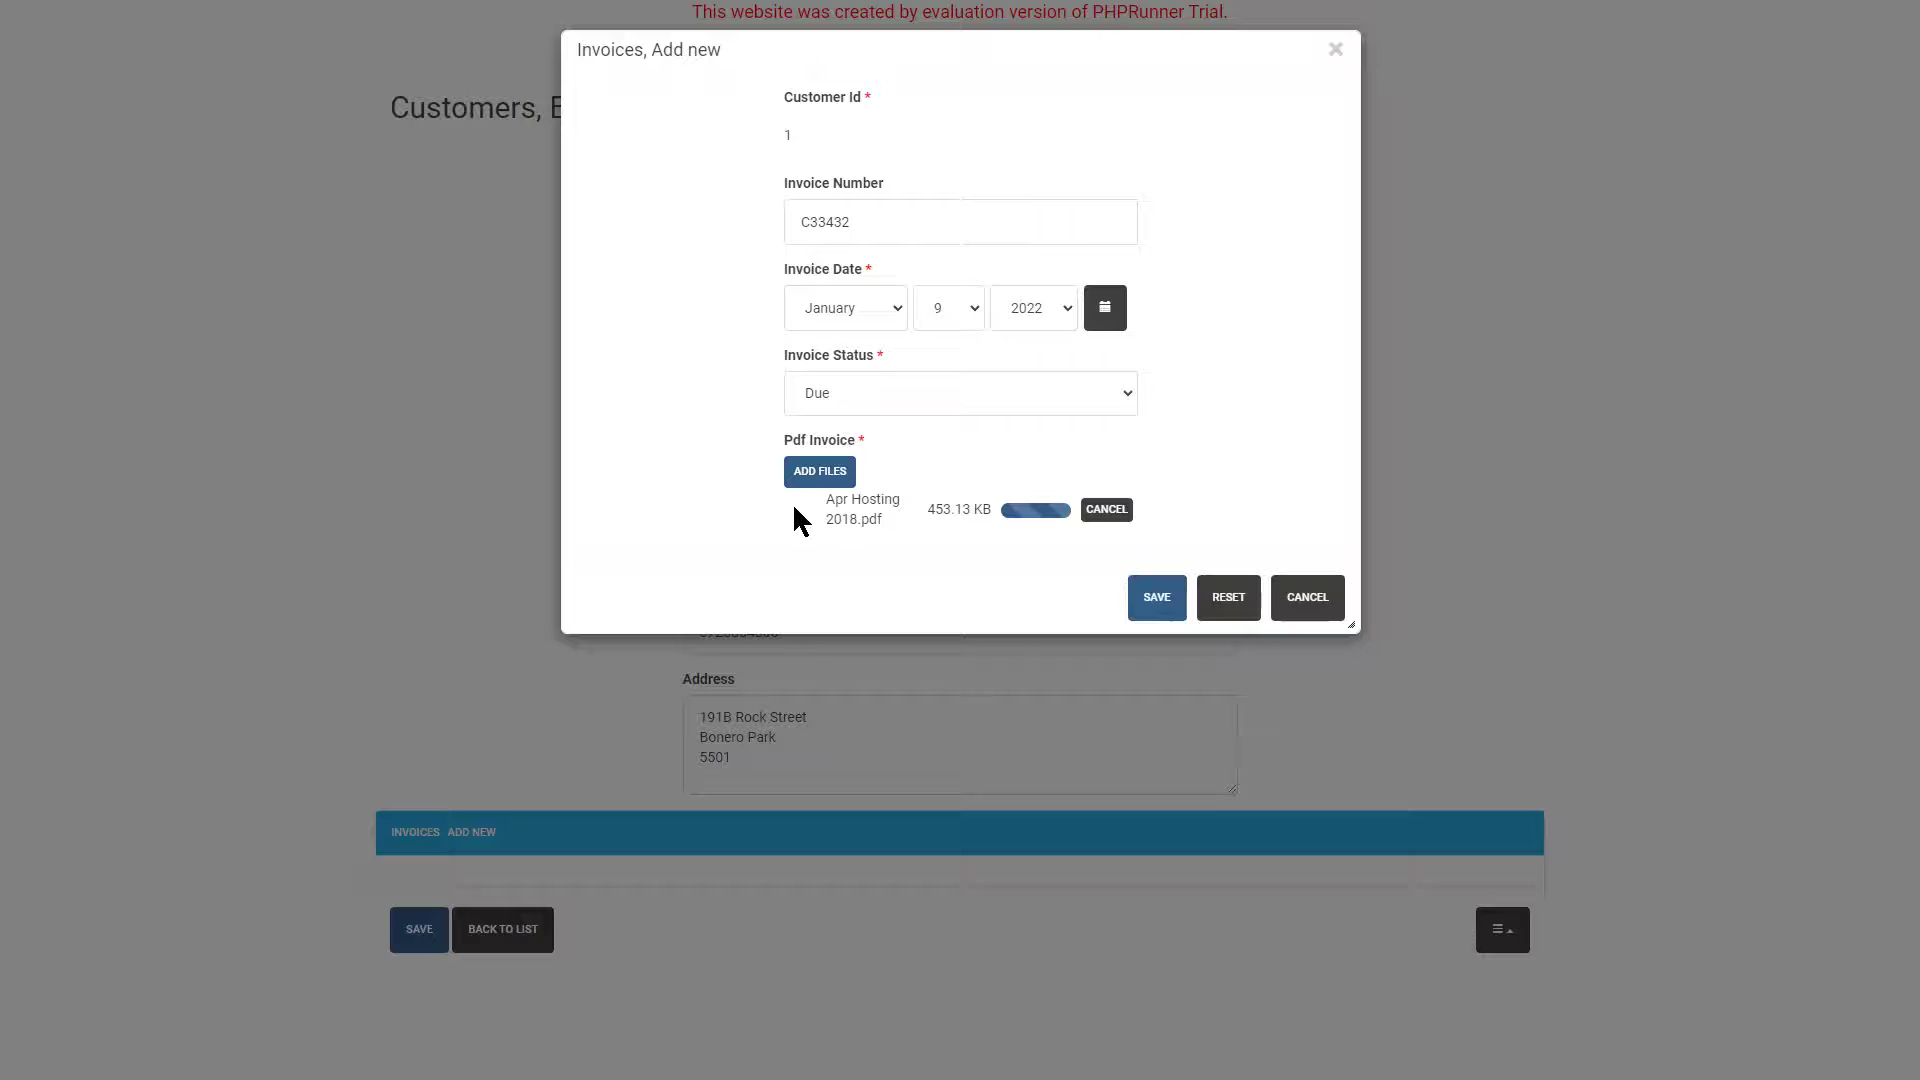 This website was created by evaluation version of PHPRunner Trial.
Invoices, Add new
Customers,
Customer Id *
1
Invoice Number
C33432
Invoice Date *
January 9 2022
Invoice Status *
Due
Pdf Invoice *
ADD FILES
Apr Hosting
2018.pdf
453.13 KB
CANCEL
SAVE RESET CANCEL
Address
191B Rock Street
Bonero Park
5501
INVOICES ADD NEW
SAVE BACK TO LIST